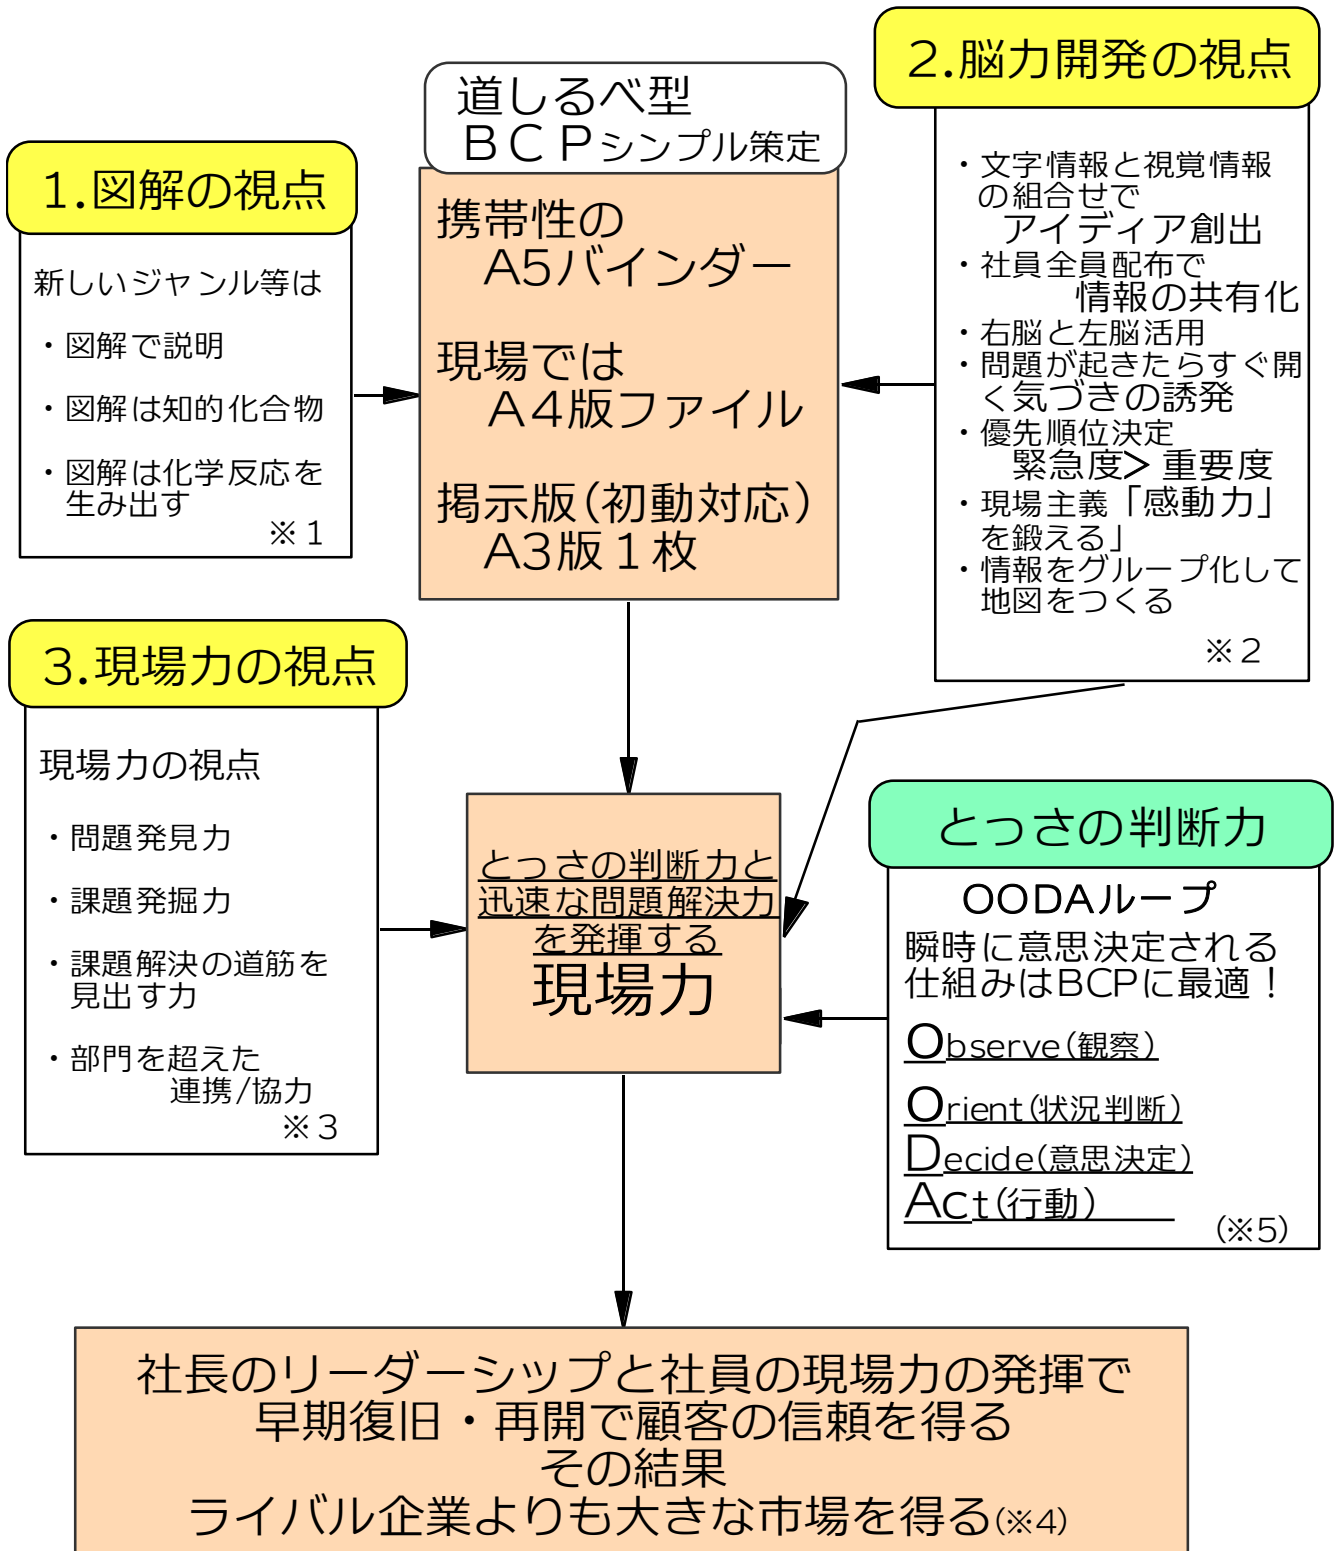 道しるべ型
ＢＣＰシンプル策定
携帯性の
A5バインダー
現場では
A４版ファイル
掲示版(初動対応)
A3版１枚
1.図解の視点
新しいジャンル等は
・図解で説明
・図解は知的化合物
・図解は化学反応を
生み出す
※１
2.脳力開発の視点
・文字情報と視覚情報
の組合せで
アイディア創出
・社員全員配布で
情報の共有化
・右脳と左脳活用
・問題が起きたらすぐ開
く気づきの誘発
・優先順位決定
緊急度> 重要度
・現場主義「感動力」
を鍛える」
・情報をグループ化して
地図をつくる
※２
3.現場力の視点
現場力の視点
・問題発見力
・課題発掘力
・課題解決の道筋を
見出す力
・部門を超えた
連携/協力
※３
とっさの判断力と
迅速な問題解決力
を発揮する
現場力
とっさの判断力
OODAループ
瞬時に意思決定される
仕組みはBCPに最適！
Observe(観察)
Orient(状況判断)
Decide(意思決定)
Act(行動)
(※5)
社長のリーダーシップと社員の現場力の発揮で
早期復旧・再開で顧客の信頼を得る
その結果
ライバル企業よりも大きな市場を得る(※4)